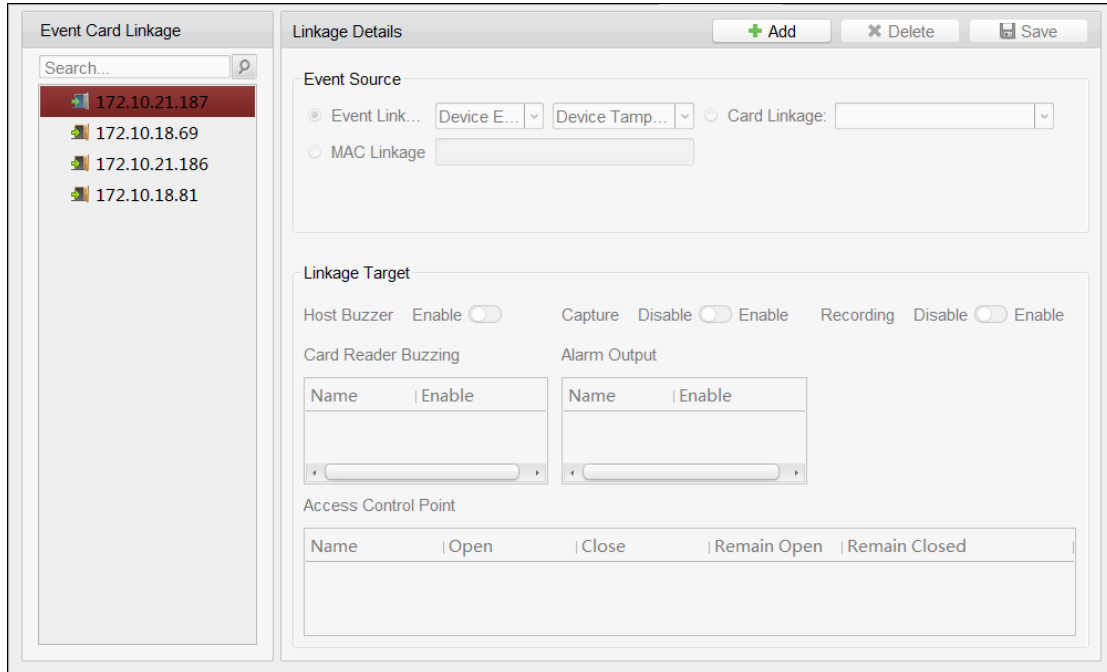 Event Card Linkage
Search...
172.10.21.187
172.10.18.69
172.10.21.186
172.10.18.81
Linkage Details Add Delete Save
Event Source
Event Link... Device E... Device Tamp... Card Linkage:
MAC Linkage
Linkage Target
Host Buzzer Enable Capture Disable Enable Recording Disable Enable
Card Reader Buzzing Alarm Output
Name Enable Name Enable
Access Control Point
Name Open Close Remain Open Remain Closed